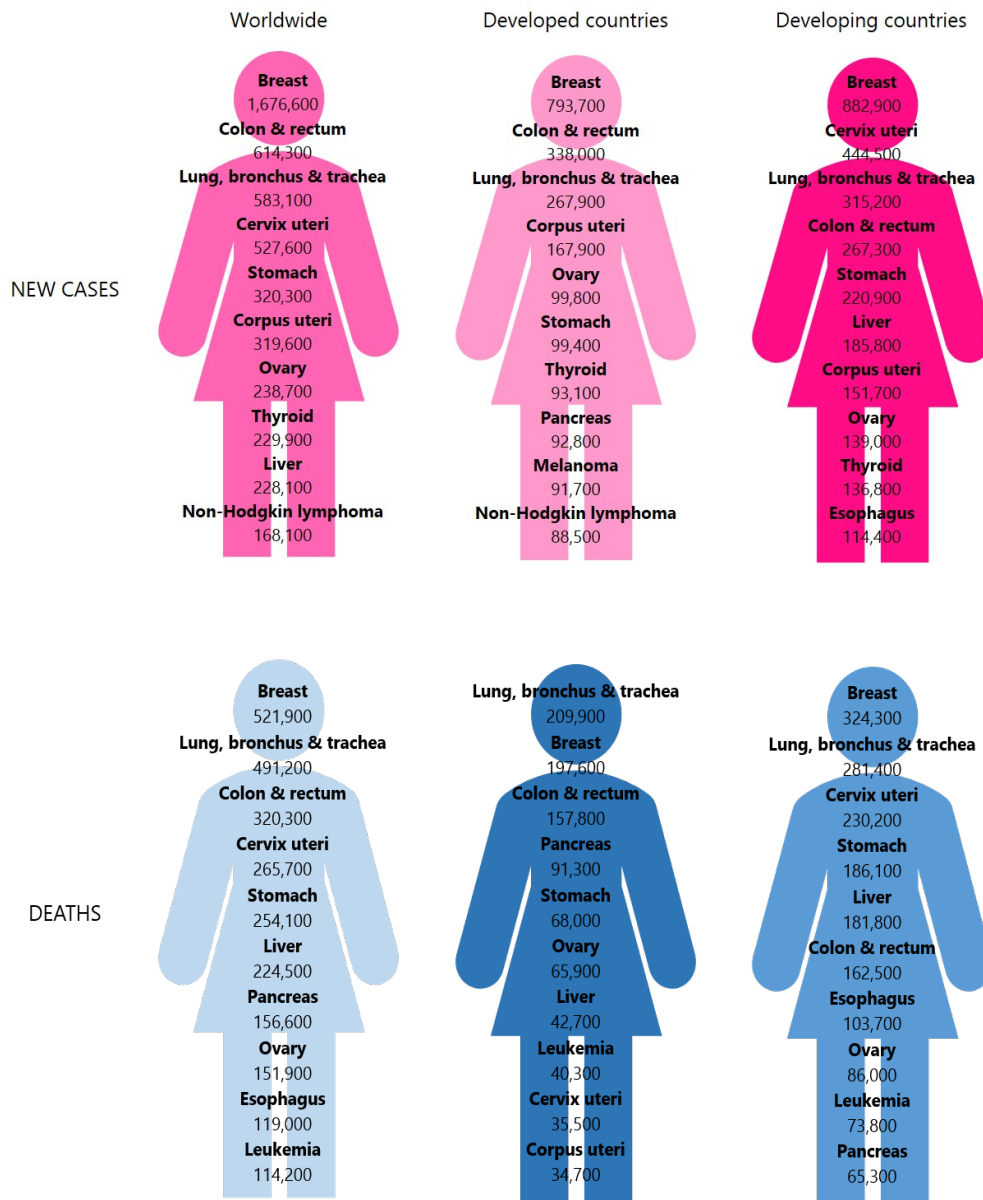 Worldwide
Developed countries
Developing countries
NEW CASES
Breast
1,676,600
Colon & rectum
614,300
Lung, bronchus & trachea
583,100
Cervix uteri
527,600
Stomach
320,300
Corpus uteri
319,600
Ovary
238,700
Thyroid
229,900
Liver
228,100
Non-Hodgkin lymphoma
168,100
Breast
793,700
Colon & rectum
338,000
Lung, bronchus & trachea
267,900
Corpus uteri
167,900
Ovary
99,800
Stomach
99,400
Thyroid
93,100
Pancreas
92,800
Melanoma
91,700
Non-Hodgkin lymphoma
88,500
Breast
882,900
Cervix uteri
444,500
Lung, bronchus & trachea
315,200
Colon & rectum
267,300
Stomach
220,900
Liver
185,800
Corpus uteri
151,700
Ovary
139,000
Thyroid
136,800
Esophagus
114,400
DEATHS
Breast
521,900
Lung, bronchus & trachea
491,200
Colon & rectum
320,300
Cervix uteri
265,700
Stomach
254,100
Liver
224,500
Pancreas
156,600
Ovary
151,900
Esophagus
119,000
Leukemia
114,200
Lung, bronchus & trachea
209,900
Breast
197,600
Colon & rectum
157,800
Pancreas
91,300
Stomach
68,000
Ovary
65,900
Liver
42,700
Leukemia
40,300
Cervix uteri
35,500
Corpus uteri
34,700
Breast
324,300
Lung, bronchus & trachea
281,400
Cervix uteri
230,200
Stomach
186,100
Liver
181,800
Colon & rectum
162,500
Esophagus
103,700
Ovary
86,000
Leukemia
73,800
Pancreas
65,300